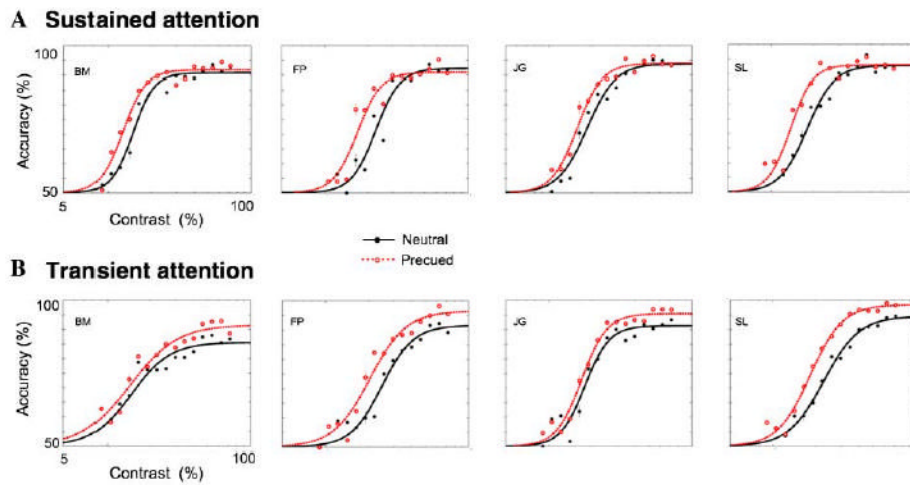 A Sustained attention
100
BM
FP
JG
SL
Accuracy (%)
50
5
100
Contrast (%)
Neutral
Precued
B Transient attention
100
BM
FP
JG
SL
Accuracy (%)
50
5
100
Contrast (%)